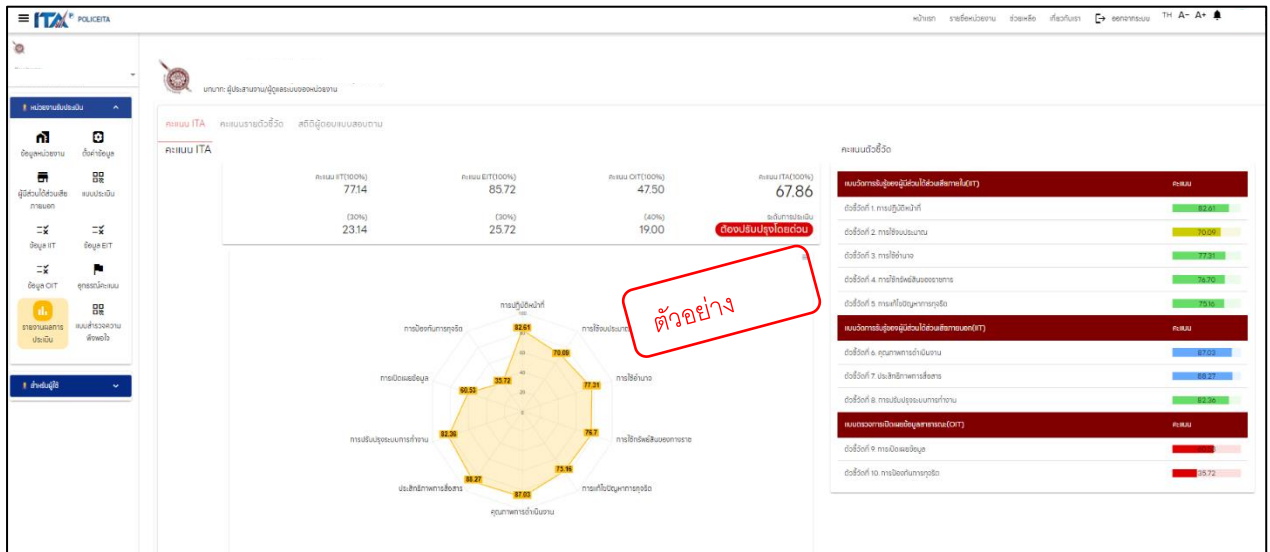 ITA P POLICEITA
หน้าแรก รายชื่อหน่วยงาน ช่วยเหลือ เกี่ยวกับเรา ออกจากระบบ TH A- A+
บทบาท: ผู้ประสานงาน/ผู้ดูแลระบบของหน่วยงาน
หน่วยงานรับประเมิน
ข้อมูลหน่วยงาน ตั้งค่าข้อมูล
ผู้มีส่วนได้ส่วนเสียภายนอก แบบประเมิน
ข้อมูล IIT ข้อมูล EIT
ข้อมูล OIT อุทธรณ์คะแนน
รายงานผลการประเมิน แบบสำรวจความพึงพอใจ
สำหรับผู้ใช้
คะแนน ITA คะแนนรายตัวชี้วัด สถิติผู้ตอบแบบสอบถาม
คะแนน ITA
คะแนน IIT(100%) คะแนน EIT(100%) คะแนน OIT(100%) คะแนน ITA(100%)
77.14 85.72 47.50 67.86
(30%) (30%) (40%) ระดับการประเมิน
23.14 25.72 19.00 ต้องปรับปรุงโดยด่วน
ตัวอย่าง
การปฏิบัติหน้าที่
100
82.61
การป้องกันการทุจริต การใช้งบประมาณ
70.09
60
การเปิดเผยข้อมูล 35.72 40 77.31 การใช้อำนาจ
20
0
การปรับปรุงระบบการทำงาน 82.36 76.7 การใช้ทรัพย์สินของทางราช
ประสิทธิภาพการสื่อสาร 88.27 การแก้ไขปัญหาการทุจริต
87.03
คุณภาพการดำเนินงาน
คะแนนตัวชี้วัด
แบบวัดการรับรู้ของผู้มีส่วนได้ส่วนเสียภายใน(IIT) คะแนน
ตัวชี้วัดที่ 1. การปฏิบัติหน้าที่ 82.61
ตัวชี้วัดที่ 2. การใช้งบประมาณ 70.09
ตัวชี้วัดที่ 3. การใช้อำนาจ 77.31
ตัวชี้วัดที่ 4. การใช้ทรัพย์สินของราชการ 76.70
ตัวชี้วัดที่ 5. การแก้ไขปัญหาการทุจริต
แบบวัดการรับรู้ของผู้มีส่วนได้ส่วนเสียภายนอก(IIT) คะแนน
ตัวชี้วัดที่ 6. คุณภาพการดำเนินงาน 87.03
ตัวชี้วัดที่ 7. ประสิทธิภาพการสื่อสาร 88.27
ตัวชี้วัดที่ 8. การปรับปรุงระบบการทำงาน 82.36
แบบตรวจการเปิดเผยข้อมูลสาธารณะ(OIT) คะแนน
ตัวชี้วัดที่ 9. การเปิดเผยข้อมูล
ตัวชี้วัดที่ 10. การป้องกันการทุจริต 35.72